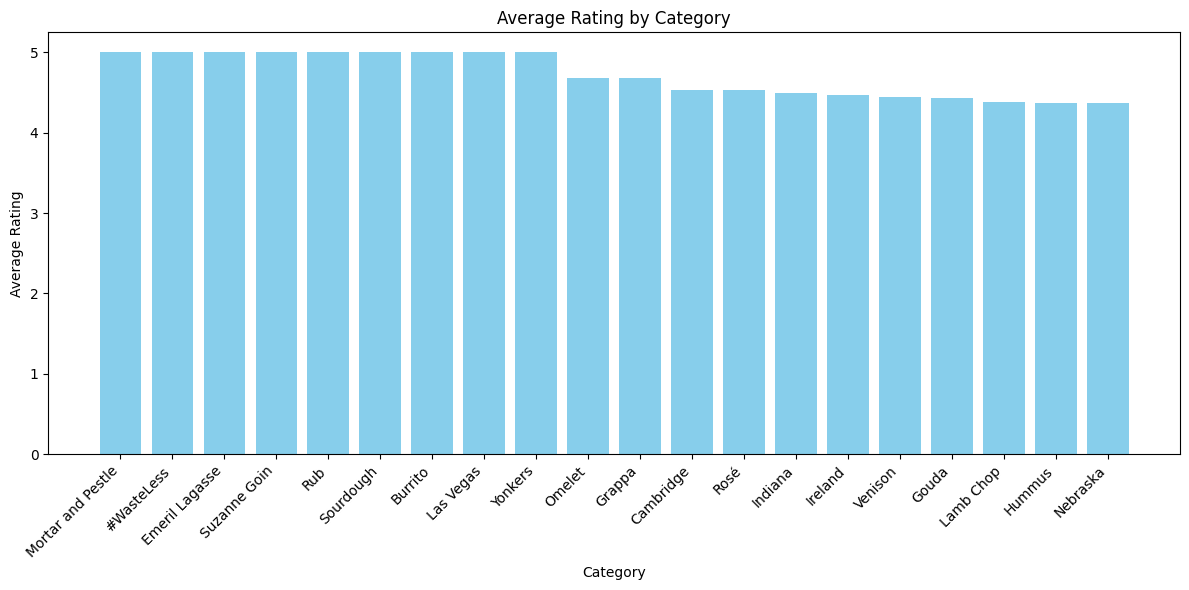 Average Rating by Category
Average Rating
5
4
3
2
1
0
Mortar and Pestle
#WasteLess
Emeril Lagasse
Suzanne Goin
Rub
Sourdough
Burrito
Las Vegas
Yonkers
Omelet
Grappa
Cambridge
Rosé
Indiana
Ireland
Venison
Gouda
Lamb Chop
Hummus
Nebraska
Category